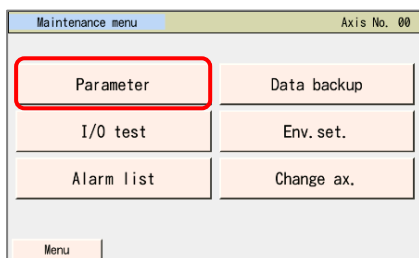 Maintenance menu Axis No. 00
Parameter Data backup
I/O test Env.set.
Alarm list Change ax.
Menu